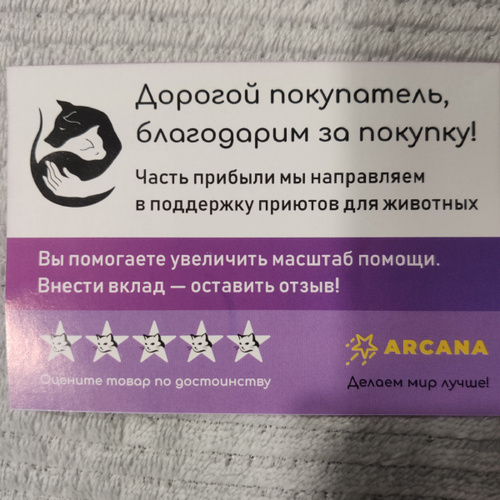 Дорогой покупатель,
благодарим за покупку!
Часть прибыли мы направляем
в поддержку приютов для животных
Вы помогаете увеличить масштаб помощи.
Внести вклад — оставить отзыв!
Оцените товар по достоинству
ARCANA
Делаем мир лучше!